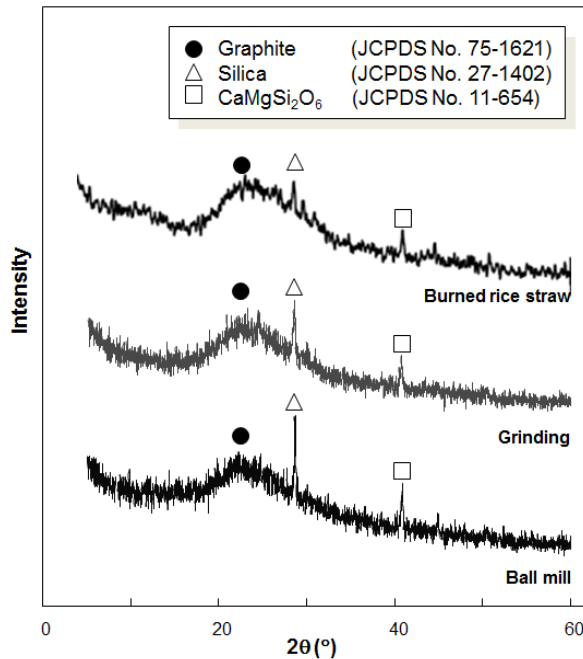 Graphite (JCPDS No. 75-1621)
Silica (JCPDS No. 27-1402)
CaMgSi₂O₆ (JCPDS No. 11-654)
Intensity
Burned rice straw
Grinding
Ball mill
0 20 40 60
2θ (°)